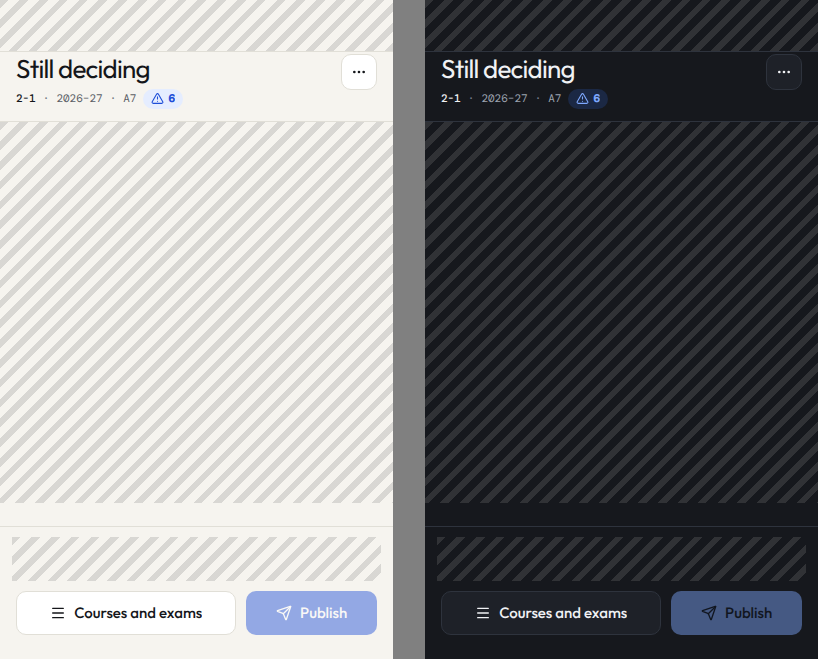 Still deciding
2-1 · 2026-27 · A7 6
Courses and exams
Publish
Still deciding
2-1 · 2026-27 · A7 6
Courses and exams
Publish